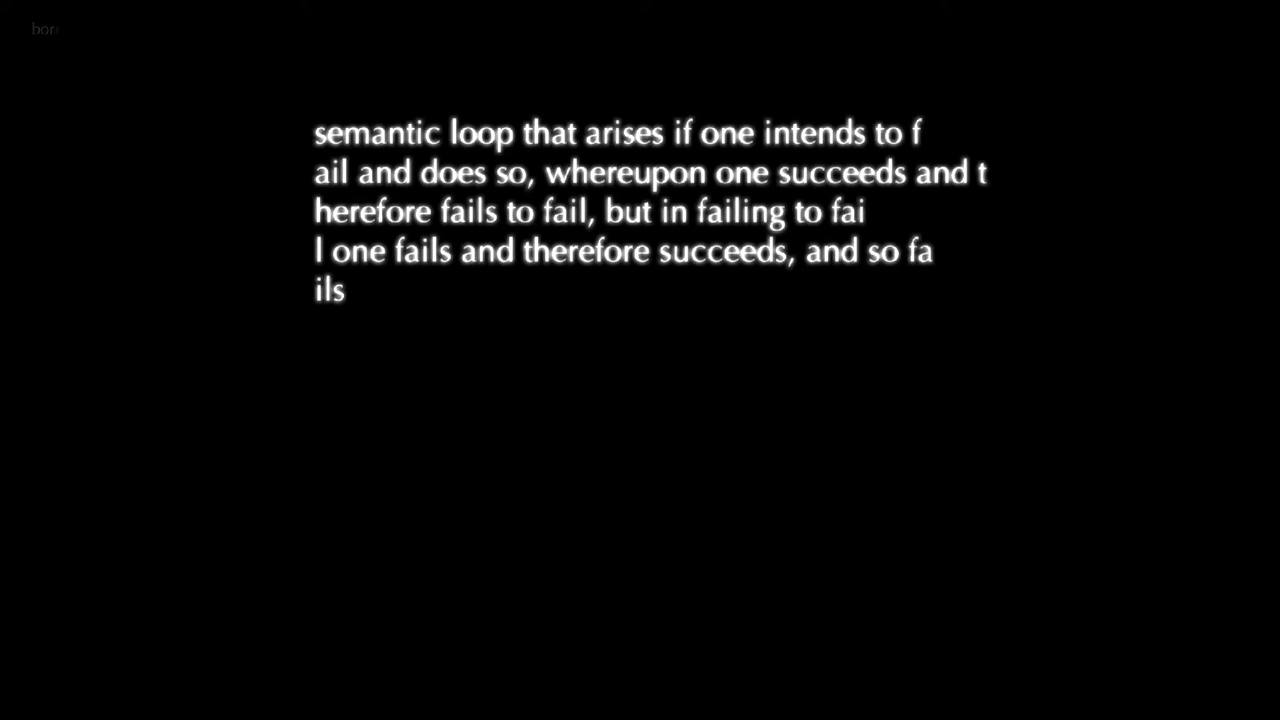 semantic loop that arises if one intends to f
ail and does so, whereupon one succeeds and t
herefore fails to fail, but in failing to fai
l one fails and therefore succeeds, and so fa
ils